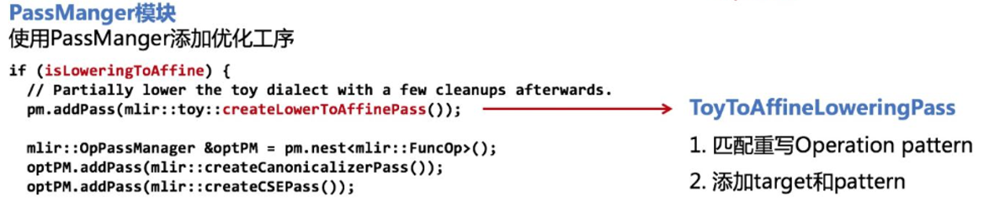 PassManger模块
使用PassManger添加优化工序
if (isLoweringToAffine) {
// Partially lower the toy dialect with a few cleanups afterwards.
pm.addPass(mlir::toy::createLowerToAffinePass());
mlir::OpPassManager &optPM = pm.nest<mlir::FuncOp>();
optPM.addPass(mlir::createCanonicalizerPass());
optPM.addPass(mlir::createCSEPass());
ToyToAffineLoweringPass
1. 匹配重写Operation pattern
2. 添加target和pattern